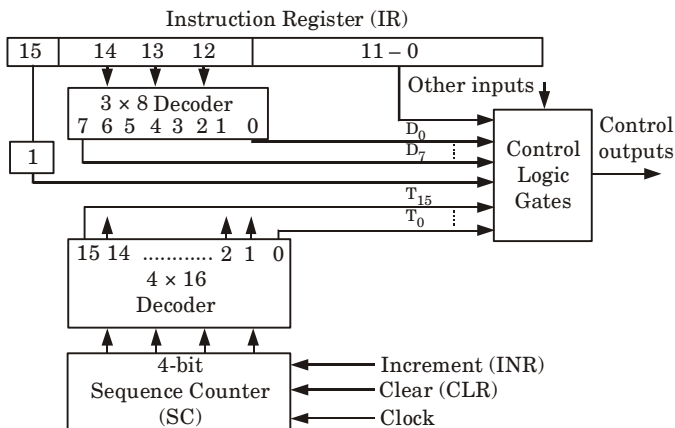 Instruction Register (IR)
15 14 13 12 11 – 0
Other inputs
3 × 8 Decoder
7 6 5 4 3 2 1 0
D0
D7
1
Control
Logic
Gates
Control
outputs
T15
T0
15 14 ............ 2 1 0
4 × 16
Decoder
4-bit
Sequence Counter
(SC)
Increment (INR)
Clear (CLR)
Clock